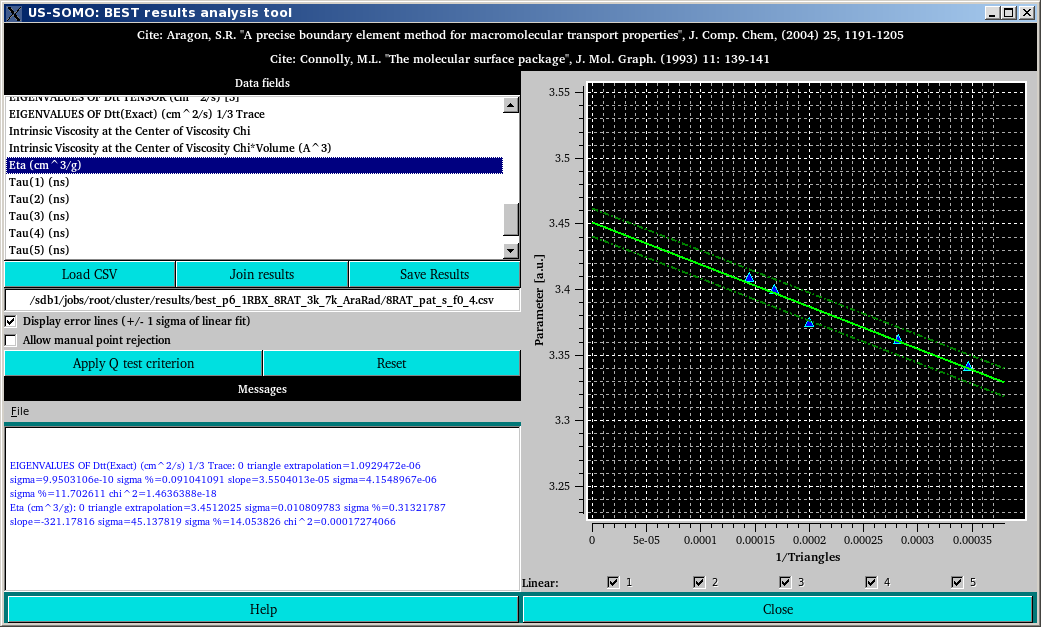 US-SOMO: BEST results analysis tool
Cite: Aragon, S.R. "A precise boundary element method for macromolecular transport properties", J. Comp. Chem, (2004) 25, 1191-1205
Cite: Connolly, M.L. "The molecular surface package", J. Mol. Graph. (1993) 11: 139-141
Data fields
EIGENVALUES OF Dtt TENSOR (cm^2/s) [3]
EIGENVALUES OF Dtt(Exact) (cm^2/s) 1/3 Trace
Intrinsic Viscosity at the Center of Viscosity Chi
Intrinsic Viscosity at the Center of Viscosity Chi*Volume (A^3)
Eta (cm^3/g)
Tau(1) (ns)
Tau(2) (ns)
Tau(3) (ns)
Tau(4) (ns)
Tau(5) (ns)
Load CSV
Join results
Save Results
/sdb1/jobs/root/cluster/results/best_p6_1RBX_8RAT_3k_7k_AraRad/8RAT_pat_s_f0_4.csv
Display error lines (+/- 1 sigma of linear fit)
Allow manual point rejection
Apply Q test criterion
Reset
Messages
File
EIGENVALUES OF Dtt(Exact) (cm^2/s) 1/3 Trace: 0 triangle extrapolation=1.0929472e-06
sigma=9.9503106e-10 sigma %=0.091041091 slope=3.5504013e-05 sigma=4.1548967e-06
sigma %=11.702611 chi^2=1.4636388e-18
Eta (cm^3/g): 0 triangle extrapolation=3.4512025 sigma=0.010809783 sigma %=0.31321787
slope=-321.17816 sigma=45.137819 sigma %=14.053826 chi^2=0.00017274066
Parameter [a.u.]
3.55
3.5
3.45
3.4
3.35
3.3
3.25
0
5e-05
0.0001
0.00015
0.0002
0.00025
0.0003
0.00035
1/Triangles
Linear:
1
2
3
4
5
Help
Close